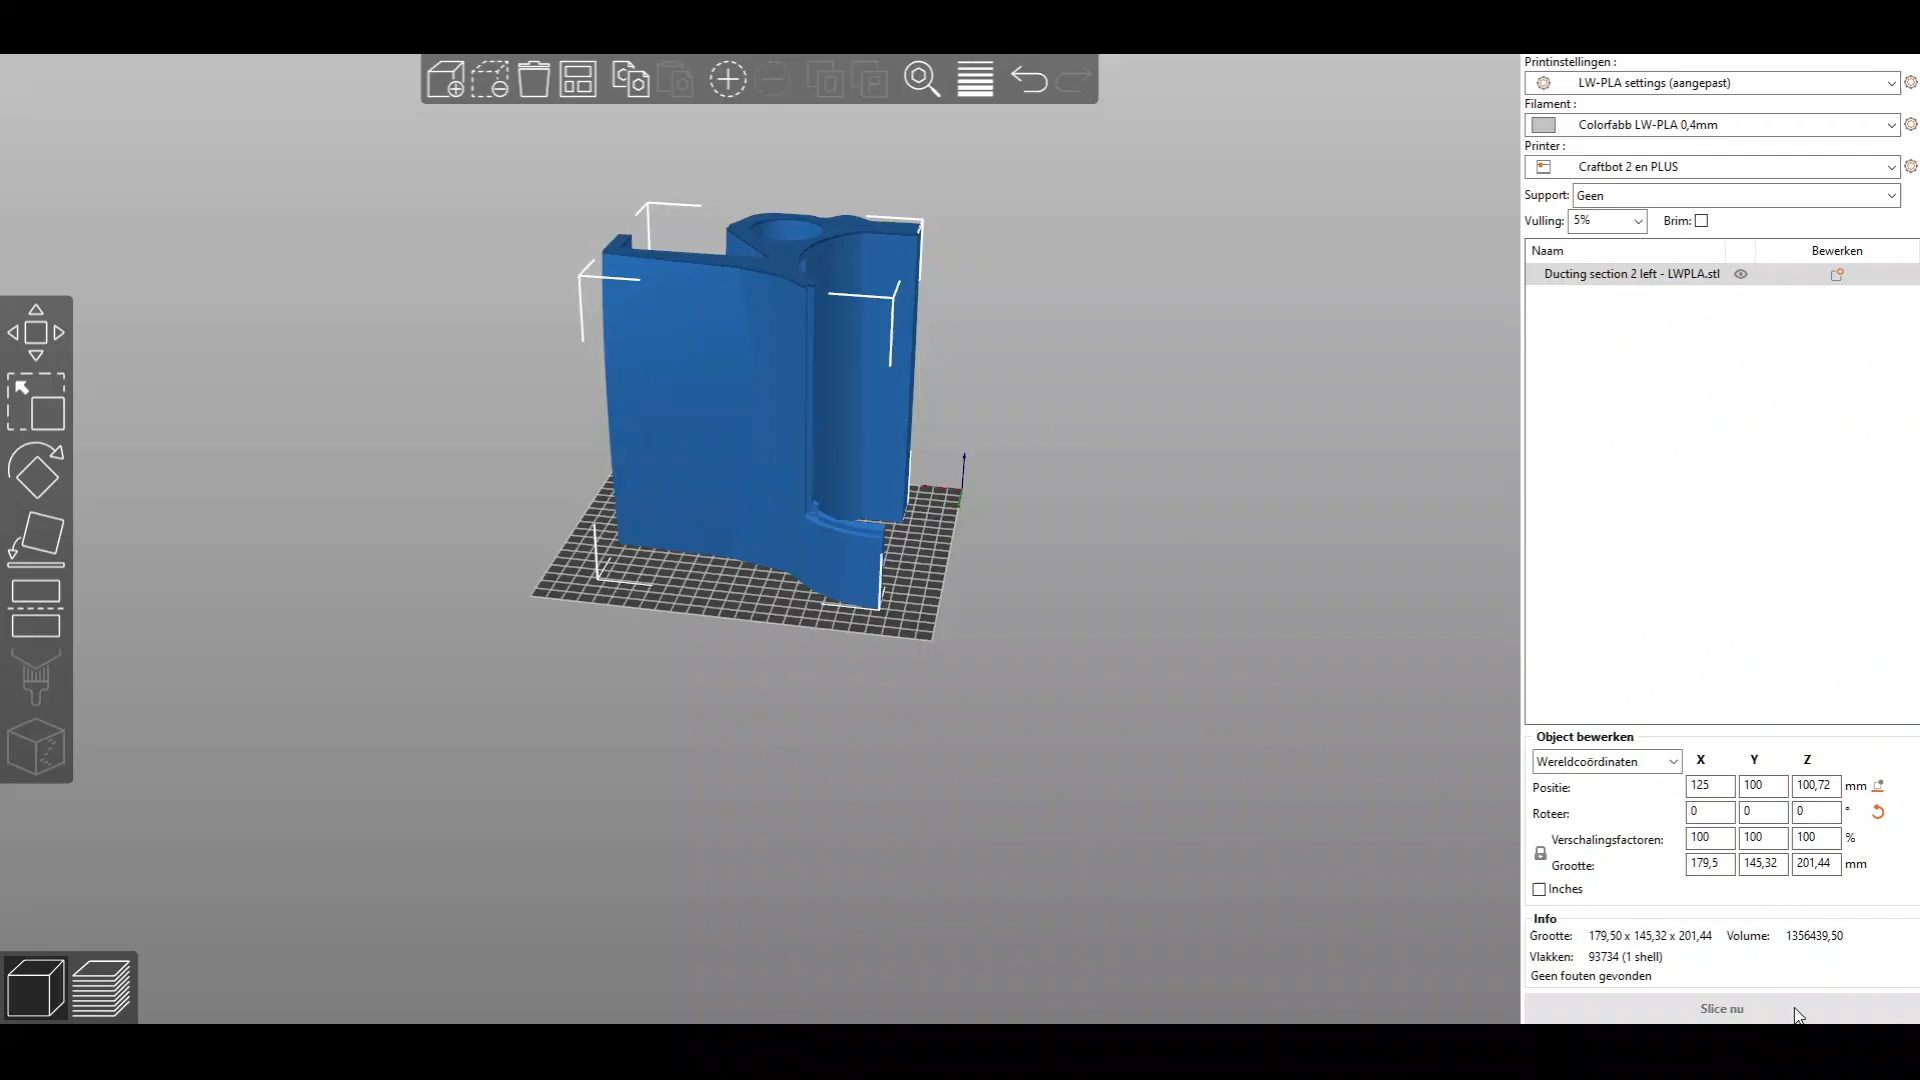 Printinstellingen :
LW-PLA settings (aangepast)
Filament :
Colorfabb LW-PLA 0,4mm
Printer :
Craftbot 2 en PLUS
Support: Geen
Vulling: 5% Brim:
Naam Bewerken
Ducting section 2 left - LWPLA.stl
Object bewerken
Wereldcoördinaten X Y Z
Positie: 125 100 100,72 mm
Roteer: 0 0 0 °
Verschalingsfactoren: 100 100 100 %
Grootte: 179,5 145,32 201,44 mm
Inches
Info
Grootte: 179,50 x 145,32 x 201,44 Volume: 1356439,50
Vlakken: 93734 (1 shell)
Geen fouten gevonden
Slice nu